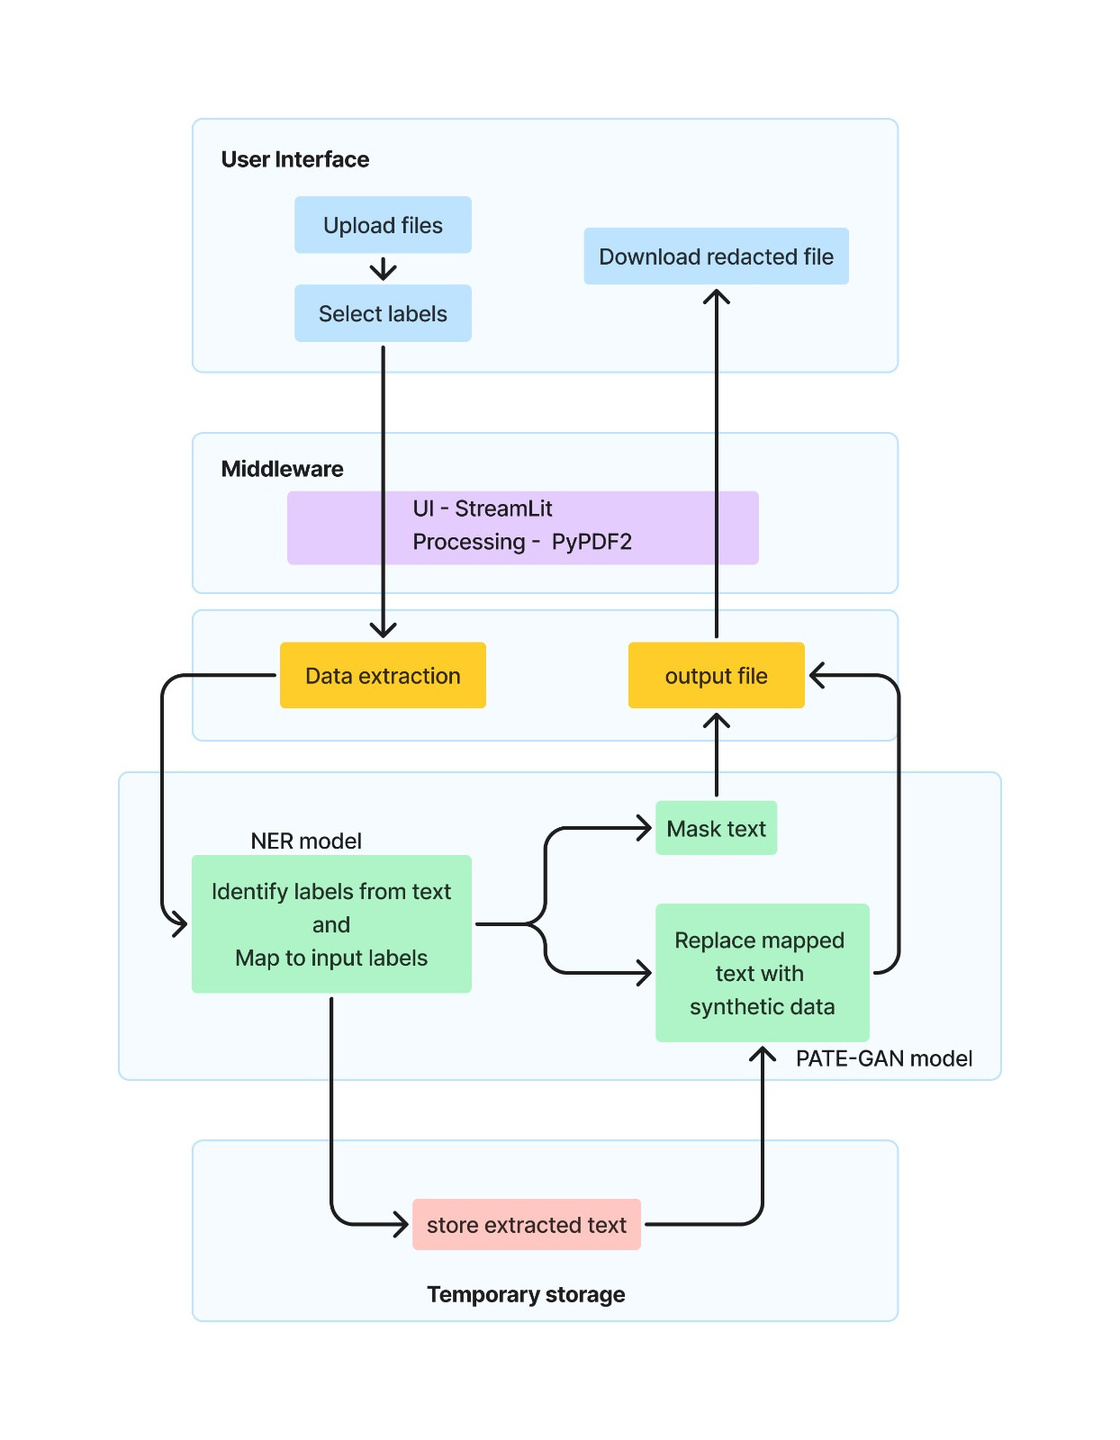 User Interface
Upload files
Select labels
Download redacted file
Middleware
UI - StreamLit
Processing - PyPDF2
Data extraction
output file
NER model
Identify labels from text
and
Map to input labels
Mask text
Replace mapped
text with
synthetic data
PATE-GAN model
store extracted text
Temporary storage